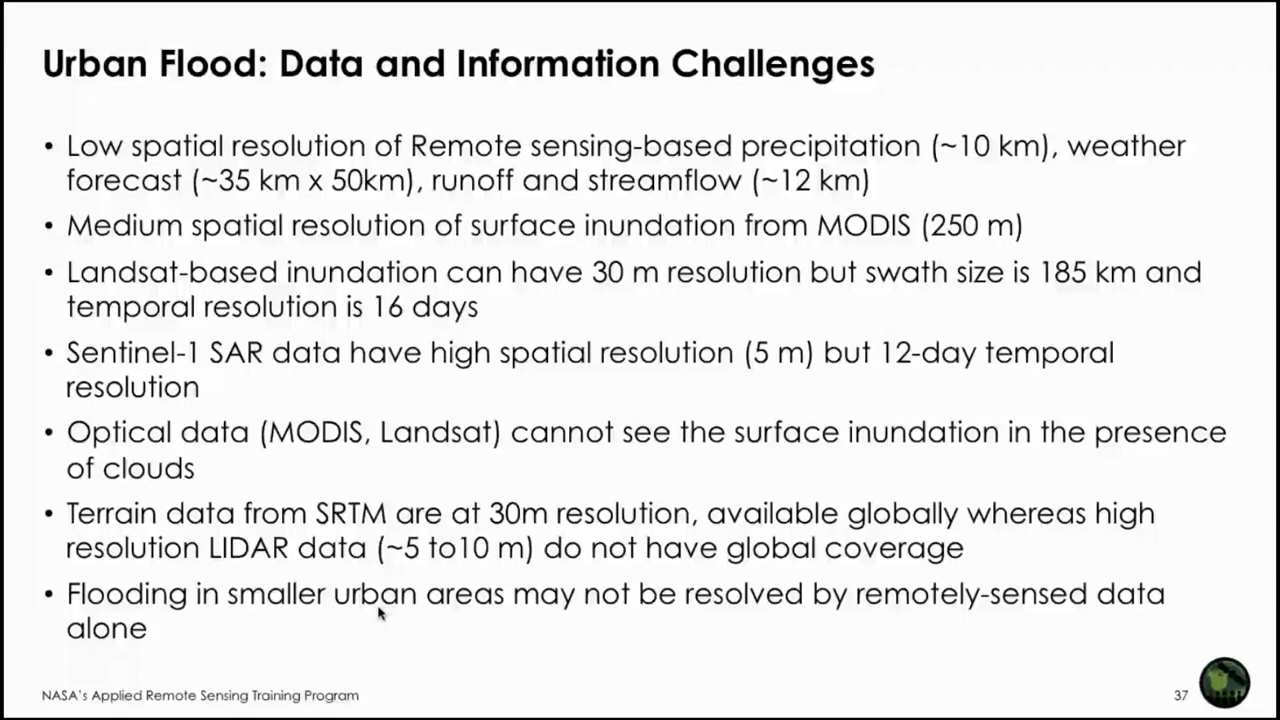 Urban Flood: Data and Information Challenges
• Low spatial resolution of Remote sensing-based precipitation (~10 km), weather
forecast (~35 km x 50km), runoff and streamflow (~12 km)
• Medium spatial resolution of surface inundation from MODIS (250 m)
• Landsat-based inundation can have 30 m resolution but swath size is 185 km and
temporal resolution is 16 days
• Sentinel-1 SAR data have high spatial resolution (5 m) but 12-day temporal
resolution
• Optical data (MODIS, Landsat) cannot see the surface inundation in the presence
of clouds
• Terrain data from SRTM are at 30m resolution, available globally whereas high
resolution LIDAR data (~5 to10 m) do not have global coverage
• Flooding in smaller urban areas may not be resolved by remotely-sensed data
alone
NASA's Applied Remote Sensing Training Program
37